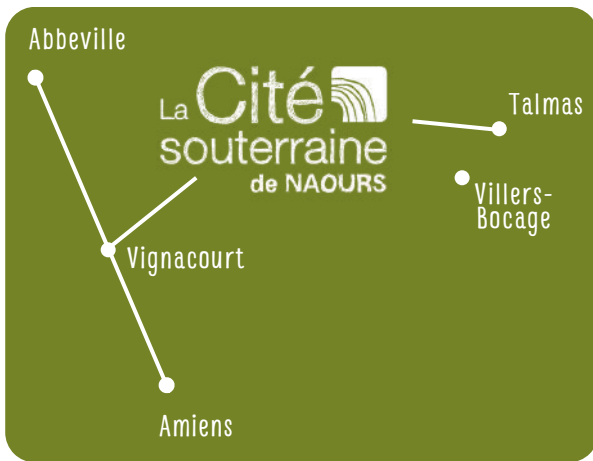 Abbeville
La Cité
souterraine
de NAOURS
Talmas
Villers-
Bocage
Vignacourt
Amiens